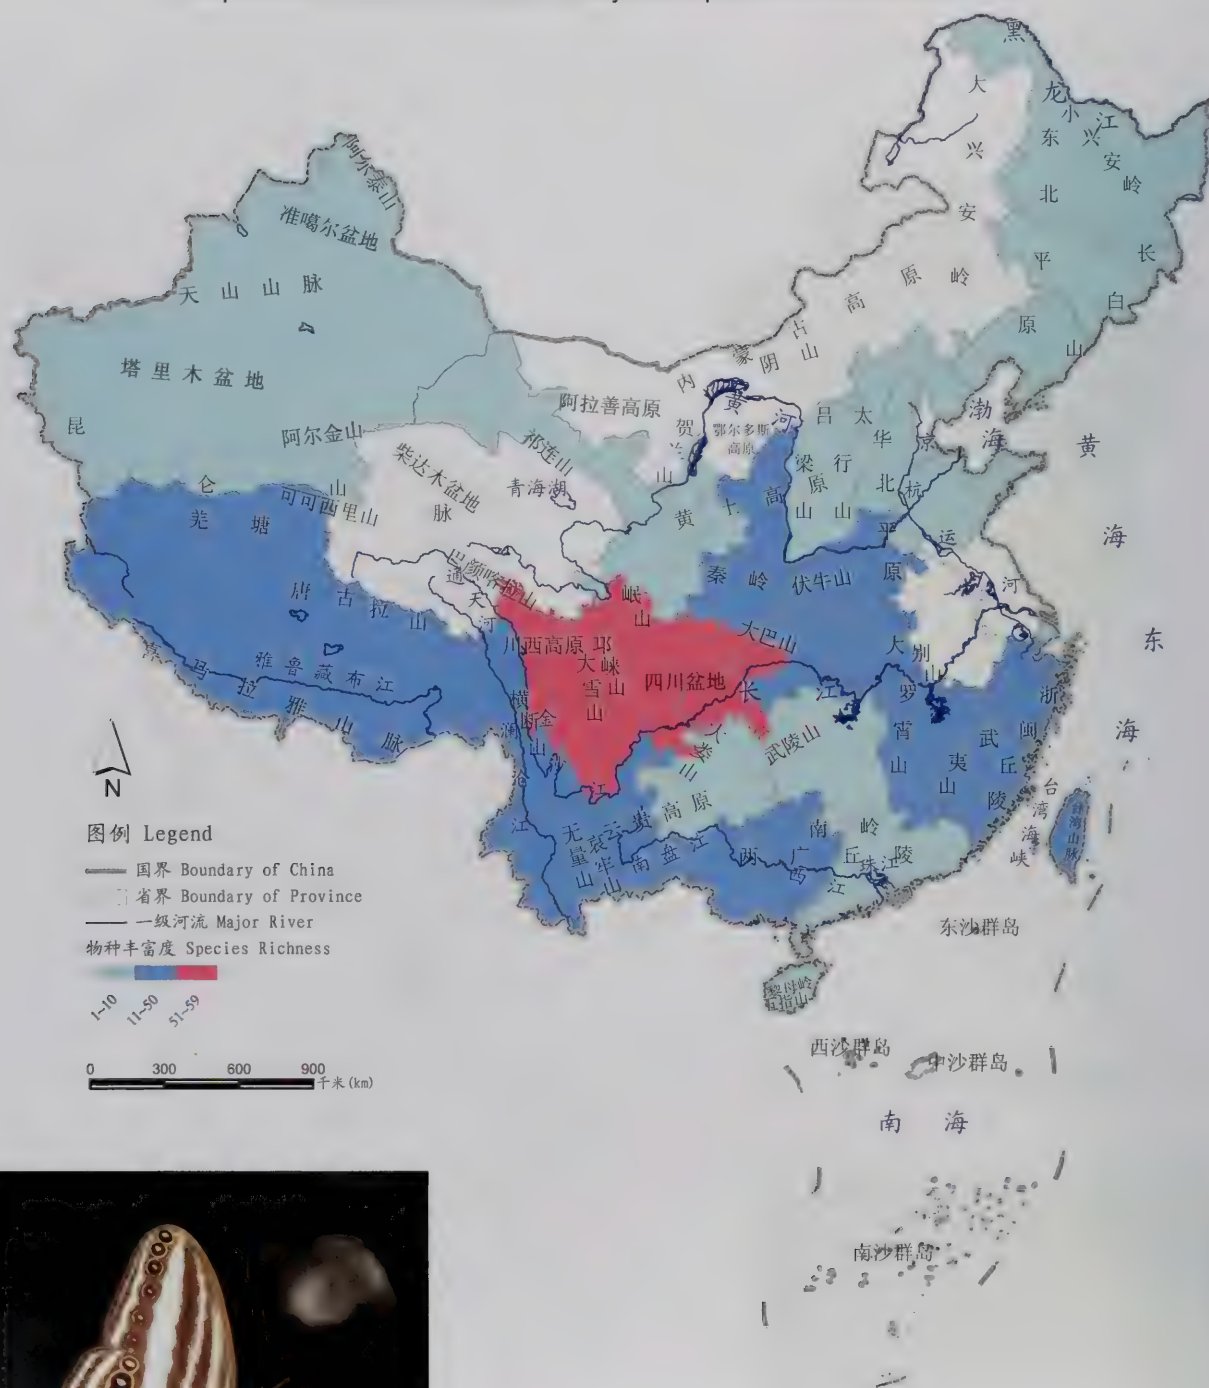 黑龙江
大兴安岭
小兴安岭
东北平原
长白山
阿尔泰山
准噶尔盆地
天山山脉
塔里木盆地
内蒙古高原
阴山
阿拉善高原
贺兰山
黄河
鄂尔多斯
高原
吕梁山
太行山
华北平原
京杭运河
渤海
黄海
昆仑山脉
阿尔金山
祁连山
柴达木盆地
青海湖
可可西里山
羌塘
黄土高原
巴颜喀拉山
通天河
秦岭
伏牛山
岷山
唐古拉山
川西高原
邛崃山
大雪山
四川盆地
大巴山
大别山
长江
东海
喜马拉雅山脉
雅鲁藏布江
横断山
金沙江
澜沧江
大娄山
武陵山
罗霄山
武夷山
浙闽丘陵
台湾海峡
台湾山脉
云贵高原
无量山
哀牢山
南盘江
南岭
两广丘陵
西江
珠江
东沙群岛
黎母岭
五指山
西沙群岛
中沙群岛
南海
南沙群岛
N
图例 Legend
国界 Boundary of China
省界 Boundary of Province
一级河流 Major River
物种丰富度 Species Richness
1~10
11~50
51~59
0 300 600 900
千米(km)